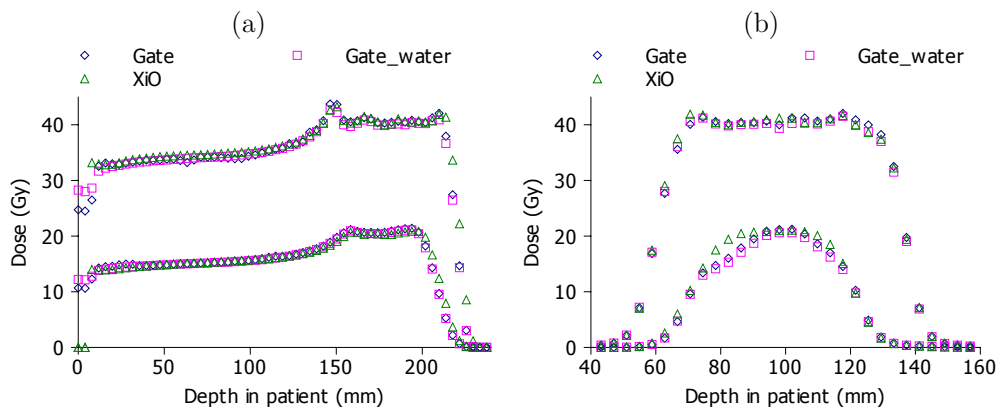 (a)
Gate
Gate_water
XiO
Dose (Gy)
40
30
20
10
0
0
50
100
150
200
Depth in patient (mm)
(b)
Gate
Gate_water
XiO
Dose (Gy)
40
30
20
10
0
40
60
80
100
120
140
160
Depth in patient (mm)